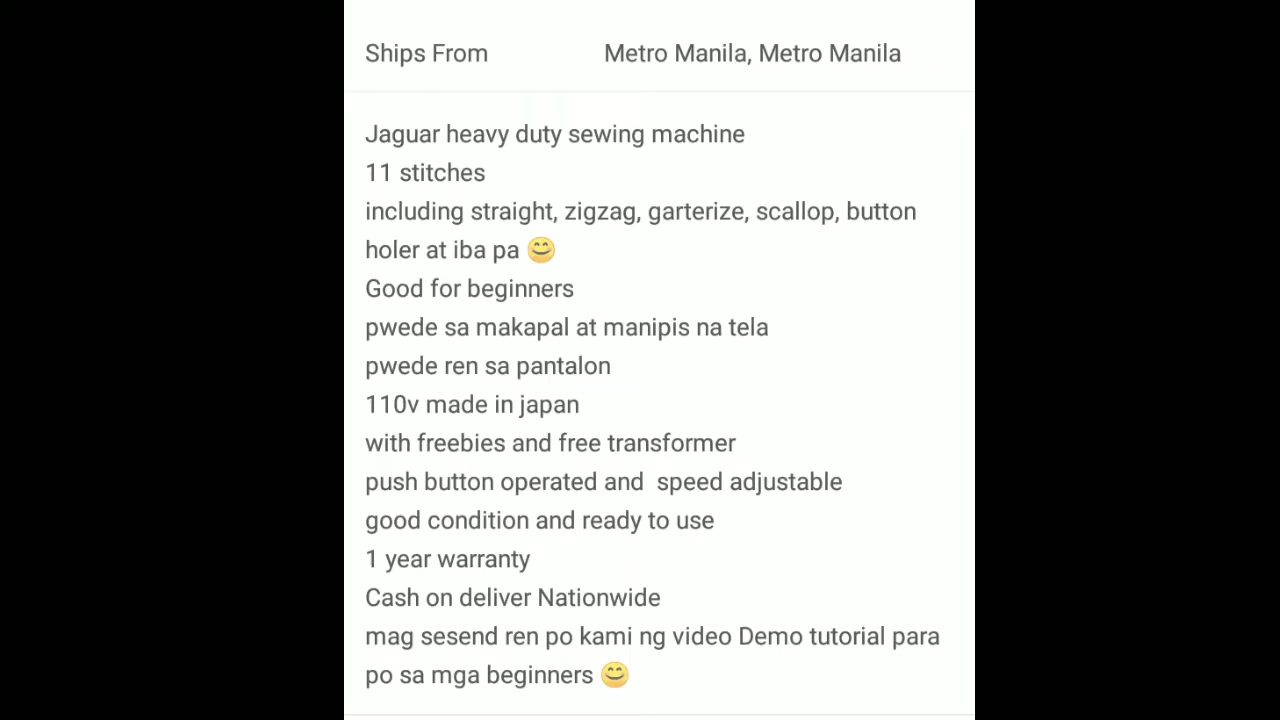 Ships From Metro Manila, Metro Manila
Jaguar heavy duty sewing machine
11 stitches
including straight, zigzag, garterize, scallop, button
holer at iba pa 😊
Good for beginners
pwede sa makapal at manipis na tela
pwede ren sa pantalon
110v made in japan
with freebies and free transformer
push button operated and  speed adjustable
good condition and ready to use
1 year warranty
Cash on deliver Nationwide
mag sesend ren po kami ng video Demo tutorial para
po sa mga beginners 😊